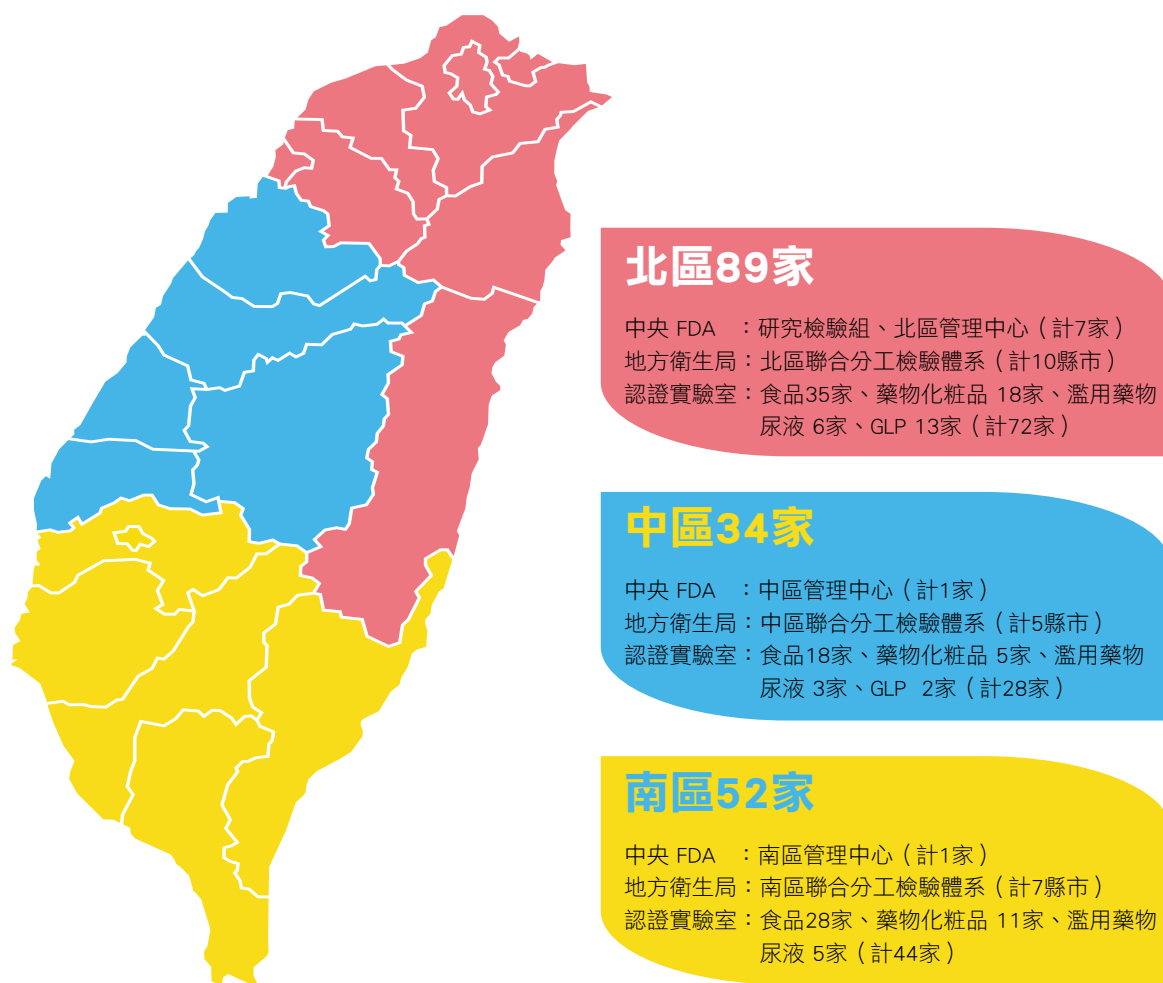 北區89家
中央 FDA ：研究檢驗組、北區管理中心（計7家）
地方衛生局：北區聯合分工檢驗體系（計10縣市）
認證實驗室：食品35家、藥物化粧品 18家、濫用藥物
尿液 6家、GLP 13家（計72家）
中區34家
中央 FDA ：中區管理中心（計1家）
地方衛生局：中區聯合分工檢驗體系（計5縣市）
認證實驗室：食品18家、藥物化粧品 5家、濫用藥物
尿液 3家、GLP 2家（計28家）
南區52家
中央 FDA ：南區管理中心（計1家）
地方衛生局：南區聯合分工檢驗體系（計7縣市）
認證實驗室：食品28家、藥物化粧品 11家、濫用藥物
尿液 5家（計44家）